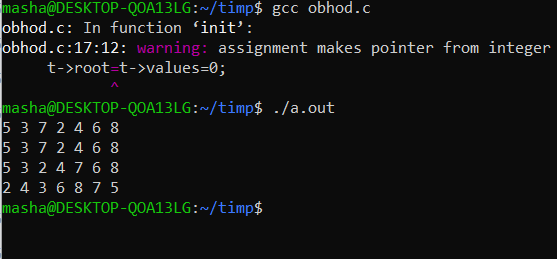 masha@DESKTOP-QOA13LG:~/timp$ gcc obhod.c
obhod.c: In function ‘init’:
obhod.c:17:12: warning: assignment makes pointer from integer
     t->root=t->values=0;
            ^
masha@DESKTOP-QOA13LG:~/timp$ ./a.out
5 3 7 2 4 6 8
5 3 7 2 4 6 8
5 3 2 4 7 6 8
2 4 3 6 8 7 5
masha@DESKTOP-QOA13LG:~/timp$